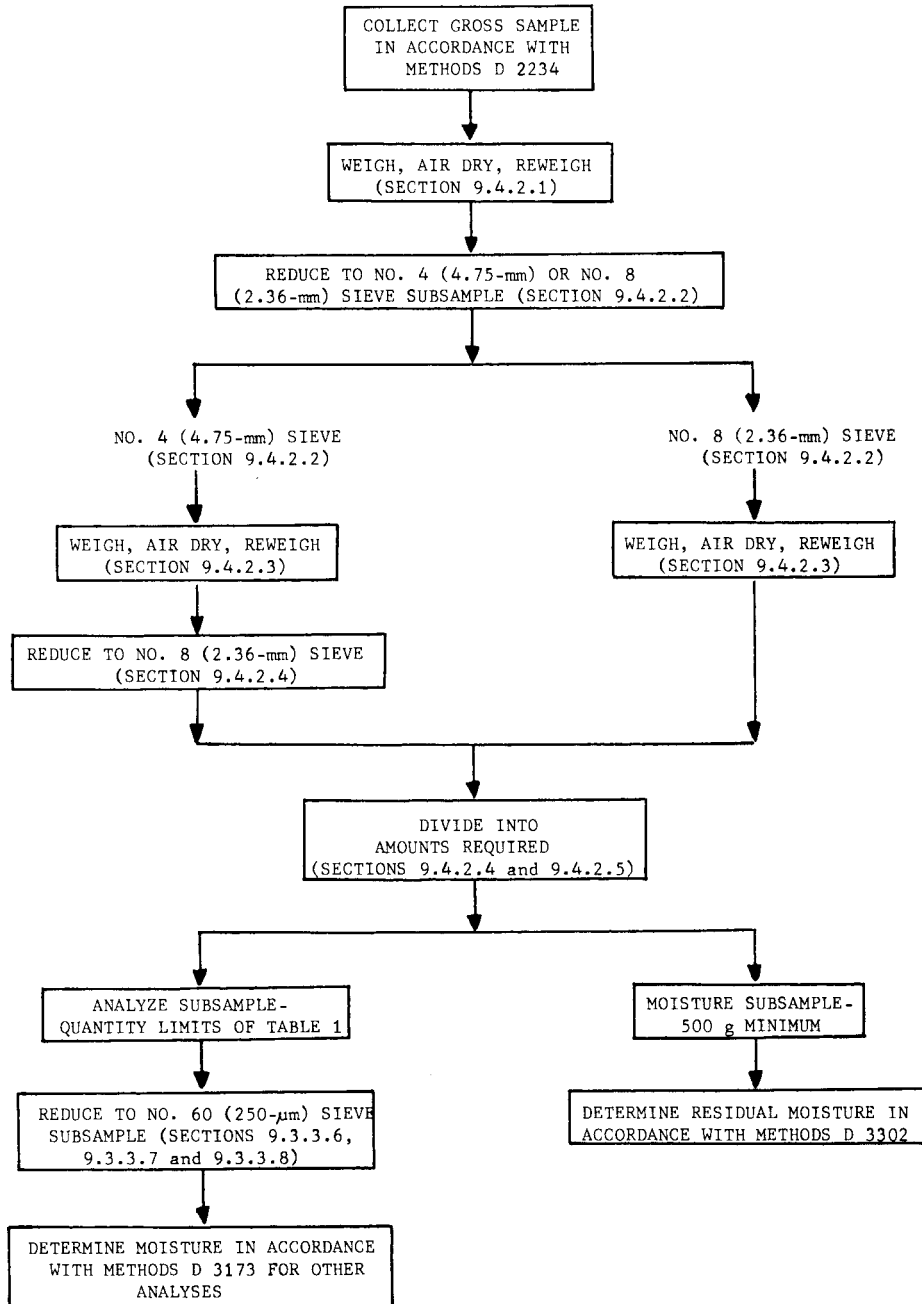 COLLECT GROSS SAMPLE
IN ACCORDANCE WITH
METHODS D 2234
WEIGH, AIR DRY, REWEIGH
(SECTION 9.4.2.1)
REDUCE TO NO. 4 (4.75-mm) OR NO. 8
(2.36-mm) SIEVE SUBSAMPLE (SECTION 9.4.2.2)
NO. 4 (4.75-mm) SIEVE
(SECTION 9.4.2.2)
NO. 8 (2.36-mm) SIEVE
(SECTION 9.4.2.2)
WEIGH, AIR DRY, REWEIGH
(SECTION 9.4.2.3)
WEIGH, AIR DRY, REWEIGH
(SECTION 9.4.2.3)
REDUCE TO NO. 8 (2.36-mm) SIEVE
(SECTION 9.4.2.4)
DIVIDE INTO
AMOUNTS REQUIRED
(SECTIONS 9.4.2.4 and 9.4.2.5)
ANALYZE SUBSAMPLE-
QUANTITY LIMITS OF TABLE 1
MOISTURE SUBSAMPLE-
500 g MINIMUM
REDUCE TO NO. 60 (250-μm) SIEVE
SUBSAMPLE (SECTIONS 9.3.3.6,
9.3.3.7 and 9.3.3.8)
DETERMINE RESIDUAL MOISTURE IN
ACCORDANCE WITH METHODS D 3302
DETERMINE MOISTURE IN ACCORDANCE
WITH METHODS D 3173 FOR OTHER
ANALYSES